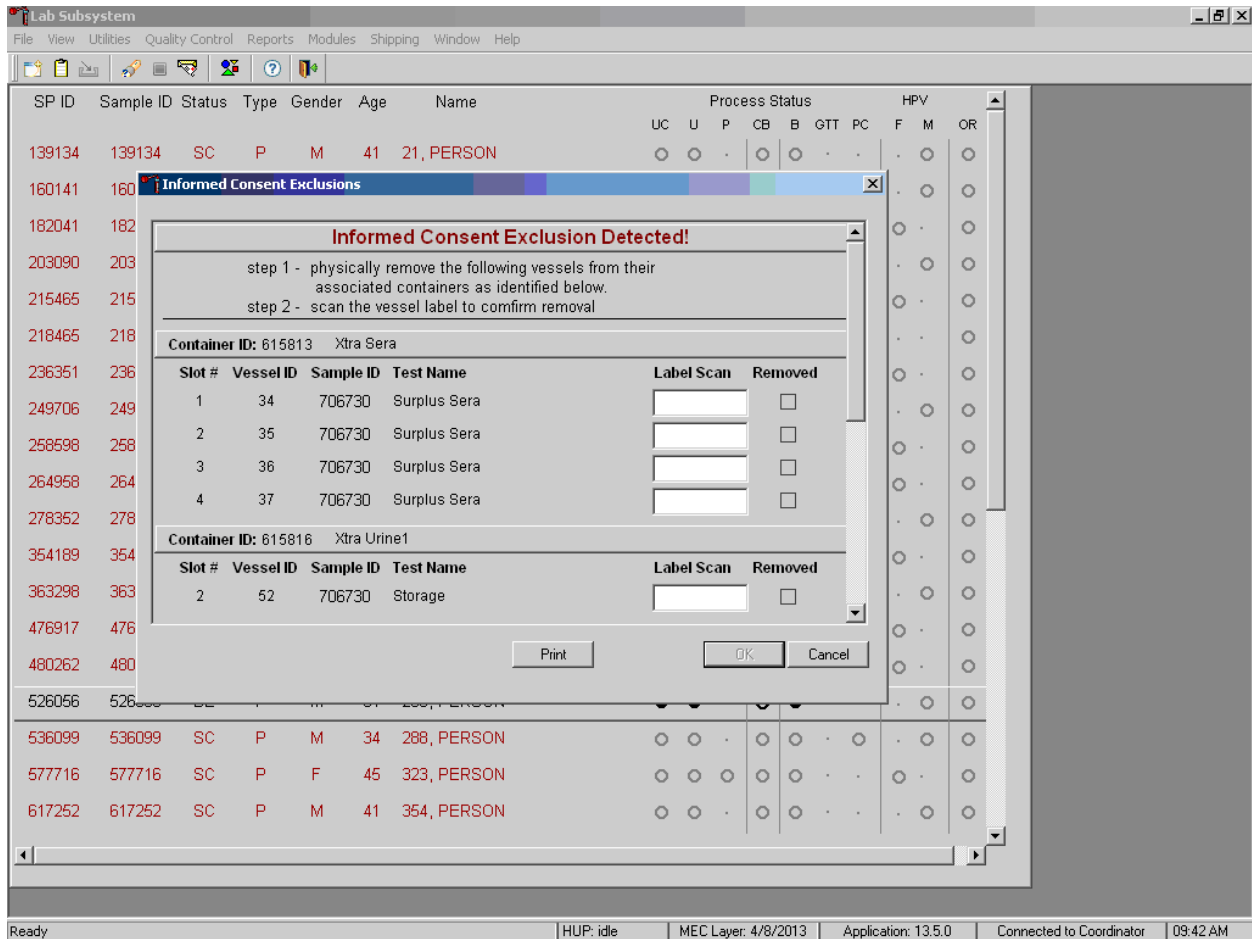 Lab Subsystem
File View Utilities Quality Control Reports Modules Shipping Window Help
SP ID Sample ID Status Type Gender Age Name Process Status HPV
UC U P CB B GTT PC F M OR
139134 139134 SC P M 41 21, PERSON
160141 160
182041 182
203090 203
215465 215
218465 218
236351 236
249706 249
258598 258
264958 264
278352 278
354189 354
363298 363
476917 476
480262 480
526056 526
536099 536099 SC P M 34 288, PERSON
577716 577716 SC P F 45 323, PERSON
617252 617252 SC P M 41 354, PERSON
Informed Consent Exclusions
Informed Consent Exclusion Detected!
step 1 - physically remove the following vessels from their
associated containers as identified below.
step 2 - scan the vessel label to comfirm removal
Container ID: 615813 Xtra Sera
Slot # Vessel ID Sample ID Test Name Label Scan Removed
1 34 706730 Surplus Sera
2 35 706730 Surplus Sera
3 36 706730 Surplus Sera
4 37 706730 Surplus Sera
Container ID: 615816 Xtra Urine1
Slot # Vessel ID Sample ID Test Name Label Scan Removed
2 52 706730 Storage
Print OK Cancel
Ready HUP: idle MEC Layer: 4/8/2013 Application: 13.5.0 Connected to Coordinator 09:42 AM